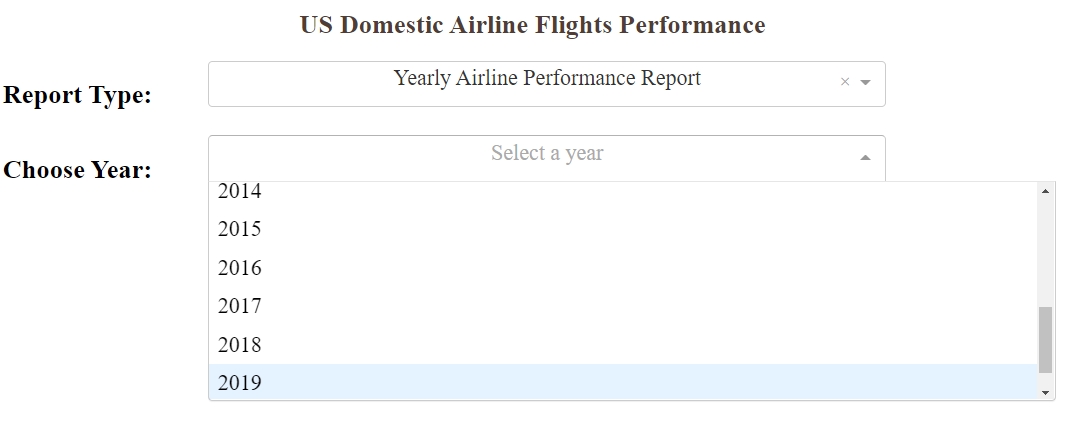 US Domestic Airline Flights Performance
Report Type:
Yearly Airline Performance Report ×
Choose Year:
Select a year
2014
2015
2016
2017
2018
2019